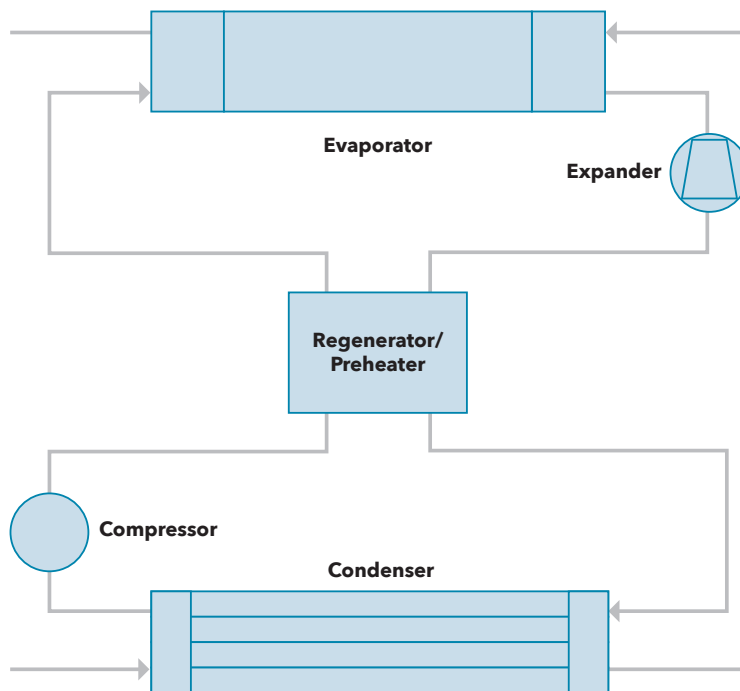 Evaporator
Expander
Regenerator/
Preheater
Compressor
Condenser